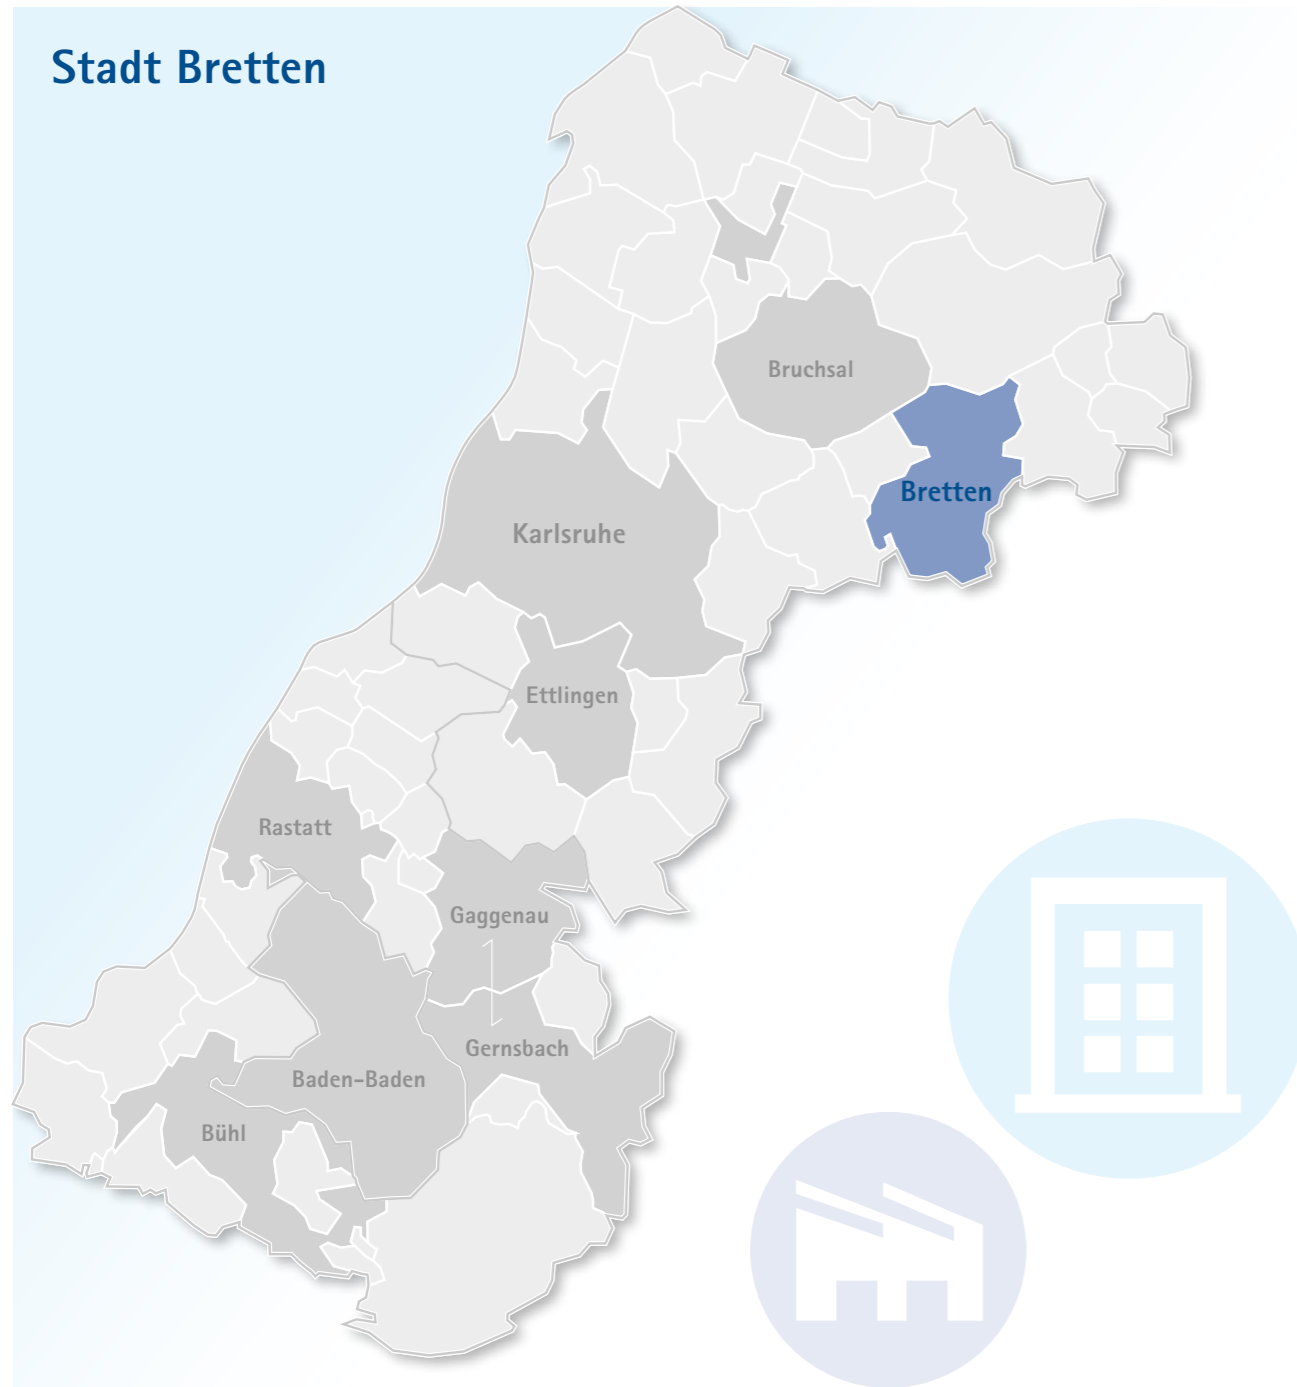 Stadt Bretten
Bruchsal
Bretten
Karlsruhe
Ettlingen
Rastatt
Gaggenau
Gernsbach
Baden-Baden
Bühl